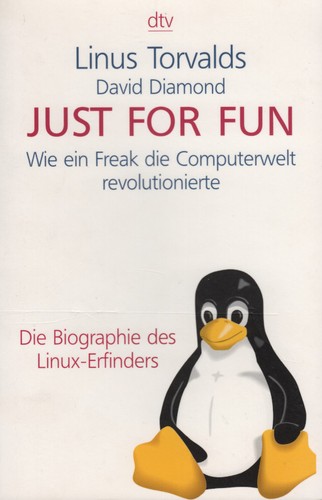 dtv
Linus Torvalds
David Diamond
JUST FOR FUN
Wie ein Freak die Computerwelt
revolutionierte
Die Biographie des
Linux-Erfinders